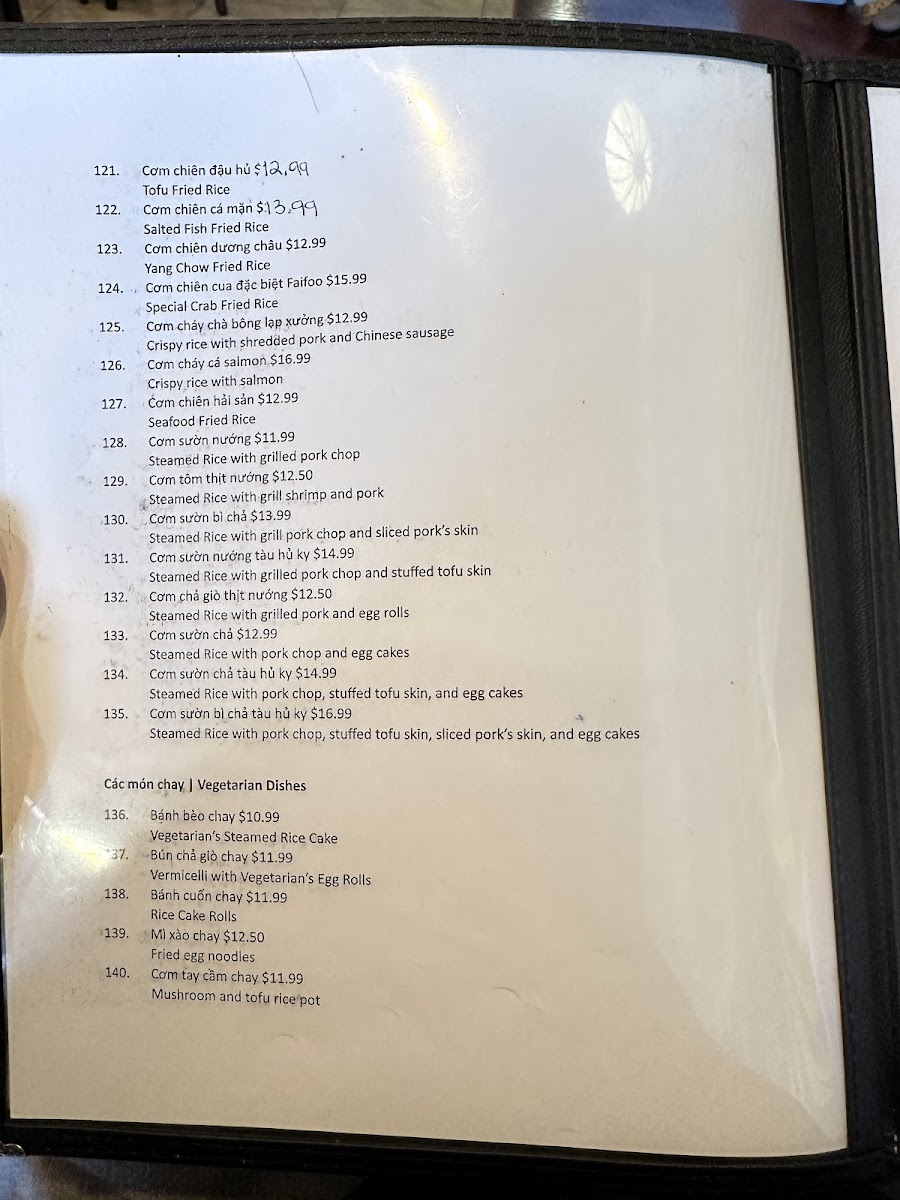 121. Cơm chiên đậu hủ $12.99
Tofu Fried Rice
122. Cơm chiên cá mặn $13.99
Salted Fish Fried Rice
123. Cơm chiên dương châu $12.99
Yang Chow Fried Rice
124. Cơm chiên cua đặc biệt Faifoo $15.99
Special Crab Fried Rice
125. Cơm cháy chà bông lạp xưởng $12.99
Crispy rice with shredded pork and Chinese sausage
126. Cơm cháy cá salmon $16.99
Crispy rice with salmon
127. Cơm chiên hải sản $12.99
Seafood Fried Rice
128. Cơm sườn nướng $11.99
Steamed Rice with grilled pork chop
129. Cơm tôm thịt nướng $12.50
Steamed Rice with grill shrimp and pork
130. Cơm sườn bì chả $13.99
Steamed Rice with grill pork chop and sliced pork's skin
131. Cơm sườn nướng tàu hủ ky $14.99
Steamed Rice with grilled pork chop and stuffed tofu skin
132. Cơm chả giò thịt nướng $12.50
Steamed Rice with grilled pork and egg rolls
133. Cơm sườn chả $12.99
Steamed Rice with pork chop and egg cakes
134. Cơm sườn chả tàu hủ ky $14.99
Steamed Rice with pork chop, stuffed tofu skin, and egg cakes
135. Cơm sườn bì chả tàu hủ ky $16.99
Steamed Rice with pork chop, stuffed tofu skin, sliced pork's skin, and egg cakes
Các món chay | Vegetarian Dishes
136. Bánh bèo chay $10.99
Vegetarian's Steamed Rice Cake
137. Bún chả giò chay $11.99
Vermicelli with Vegetarian's Egg Rolls
138. Bánh cuốn chay $11.99
Rice Cake Rolls
139. Mì xào chay $12.50
Fried egg noodles
140. Cơm tay cầm chay $11.99
Mushroom and tofu rice pot